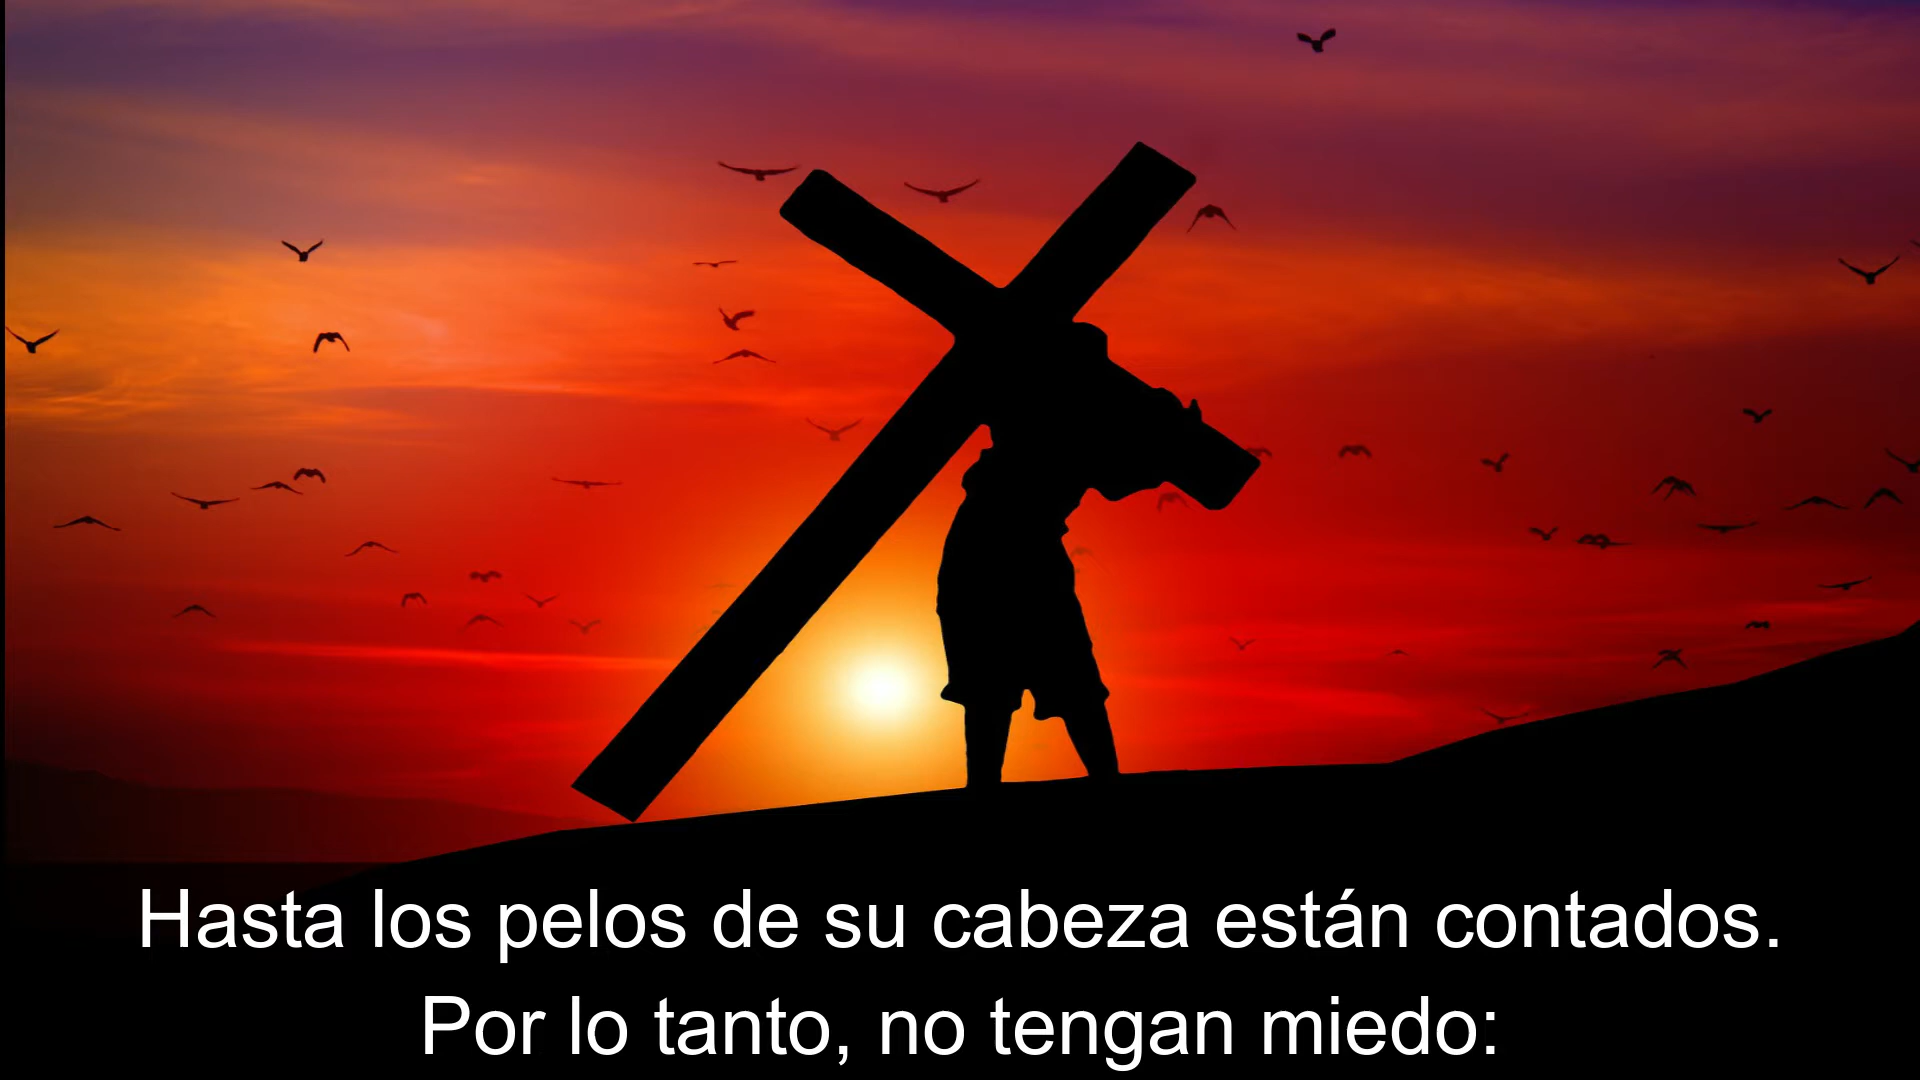 Hasta los pelos de su cabeza están contados.
Por lo tanto, no tengan miedo: